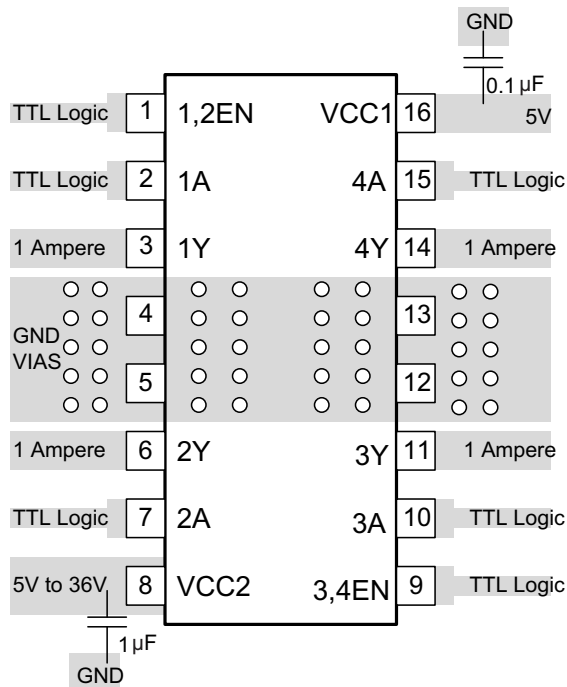 GND
0.1 µF
TTL Logic 1 1,2EN VCC1 16 5V
TTL Logic 2 1A 4A 15 TTL Logic
1 Ampere 3 1Y 4Y 14 1 Ampere
4 13
GND
VIAS
5 12
1 Ampere 6 2Y 3Y 11 1 Ampere
TTL Logic 7 2A 3A 10 TTL Logic
5V to 36V 8 VCC2 3,4EN 9 TTL Logic
1 µF
GND